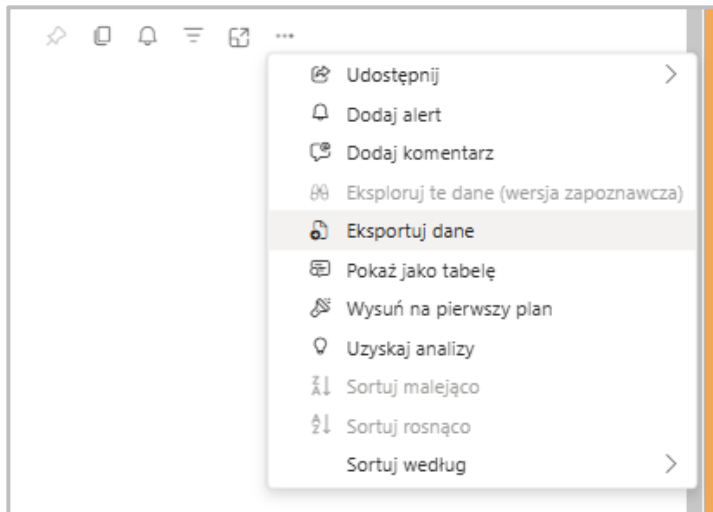 Udostępnij
Dodaj alert
Dodaj komentarz
Eksploruj te dane (wersja zapoznawcza)
Eksportuj dane
Pokaż jako tabelę
Wysuń na pierwszy plan
Uzyskaj analizy
Sortuj malejąco
Sortuj rosnąco
Sortuj według